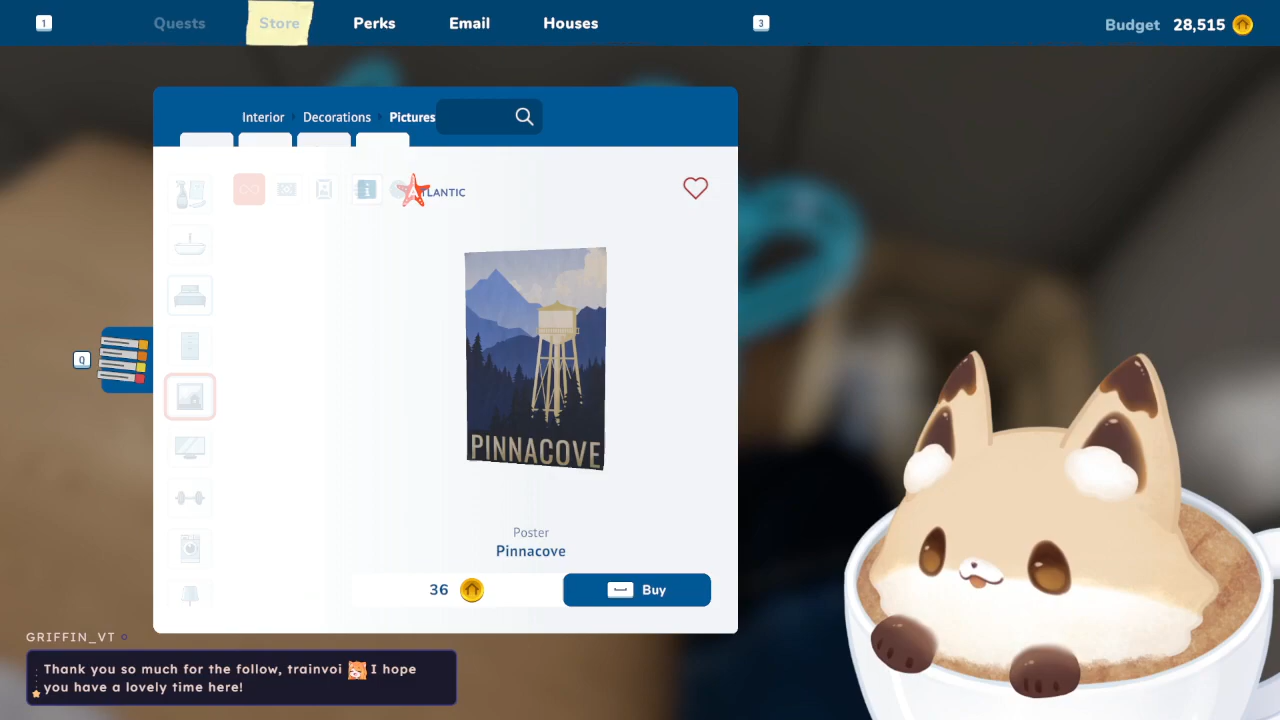 1
Quests
Store
Perks
Email
Houses
3
Budget 28,515
Interior
Decorations
Pictures
ATLANTIC
PINNACOVE
Poster
Pinnacove
36
Buy
Q
GRIFFIN_VT
Thank you so much for the follow, trainvoi I hope
you have a lovely time here!